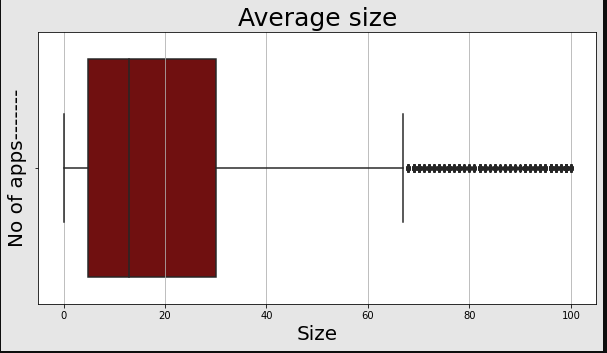 Average size
No of apps-------
0 20 40 60 80 100
Size